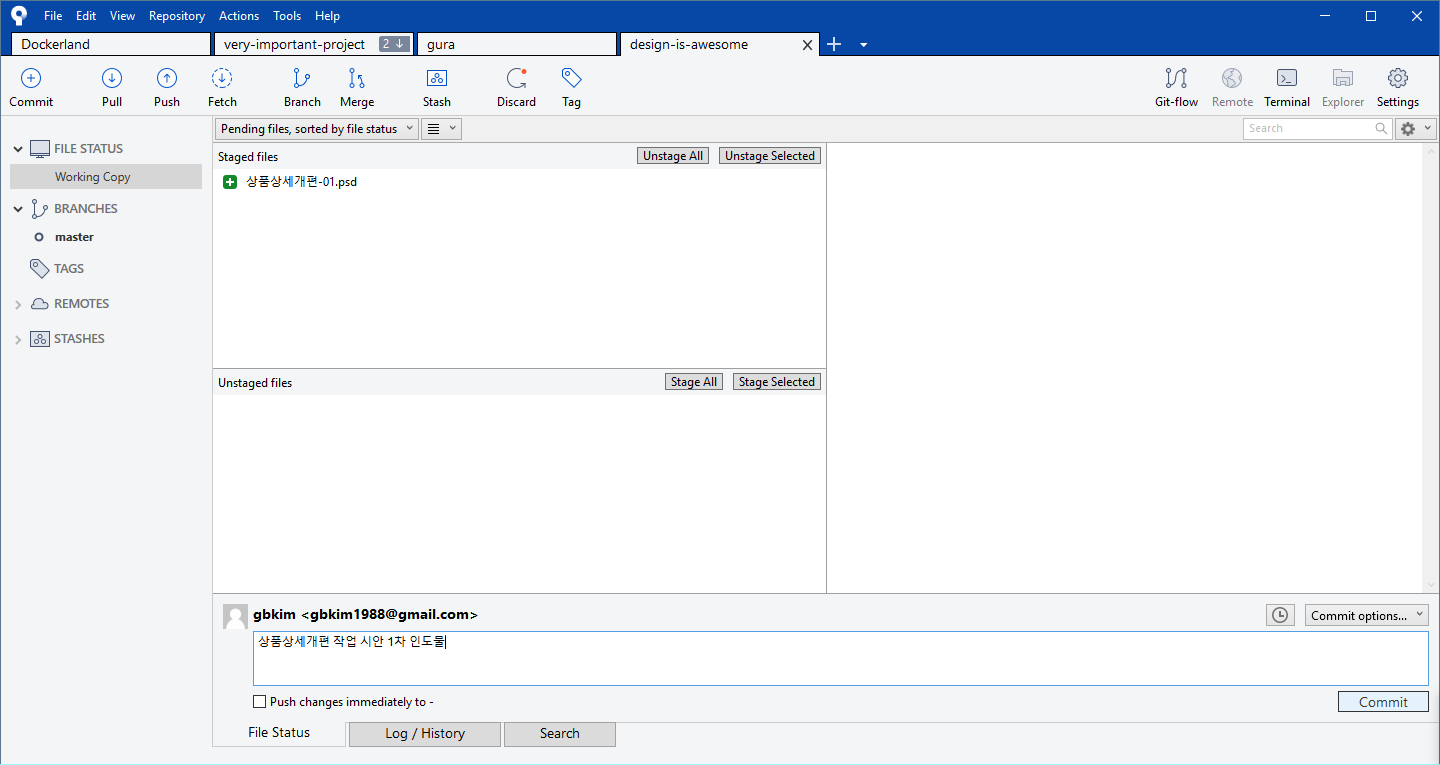 File Edit View Repository Actions Tools Help
Dockerland very-important-project 2 gura design-is-awesome
Commit Pull Push Fetch Branch Merge Stash Discard Tag Git-flow Remote Terminal Explorer Settings
Pending files, sorted by file status Search
FILE STATUS
Working Copy
BRANCHES
master
TAGS
REMOTES
STASHES
Staged files Unstage All Unstage Selected
상품상세개편-01.psd
Unstaged files Stage All Stage Selected
gbkim <gbkim1988@gmail.com> Commit options...
상품상세개편 작업 시안 1차 인도물
Push changes immediately to - Commit
File Status Log / History Search